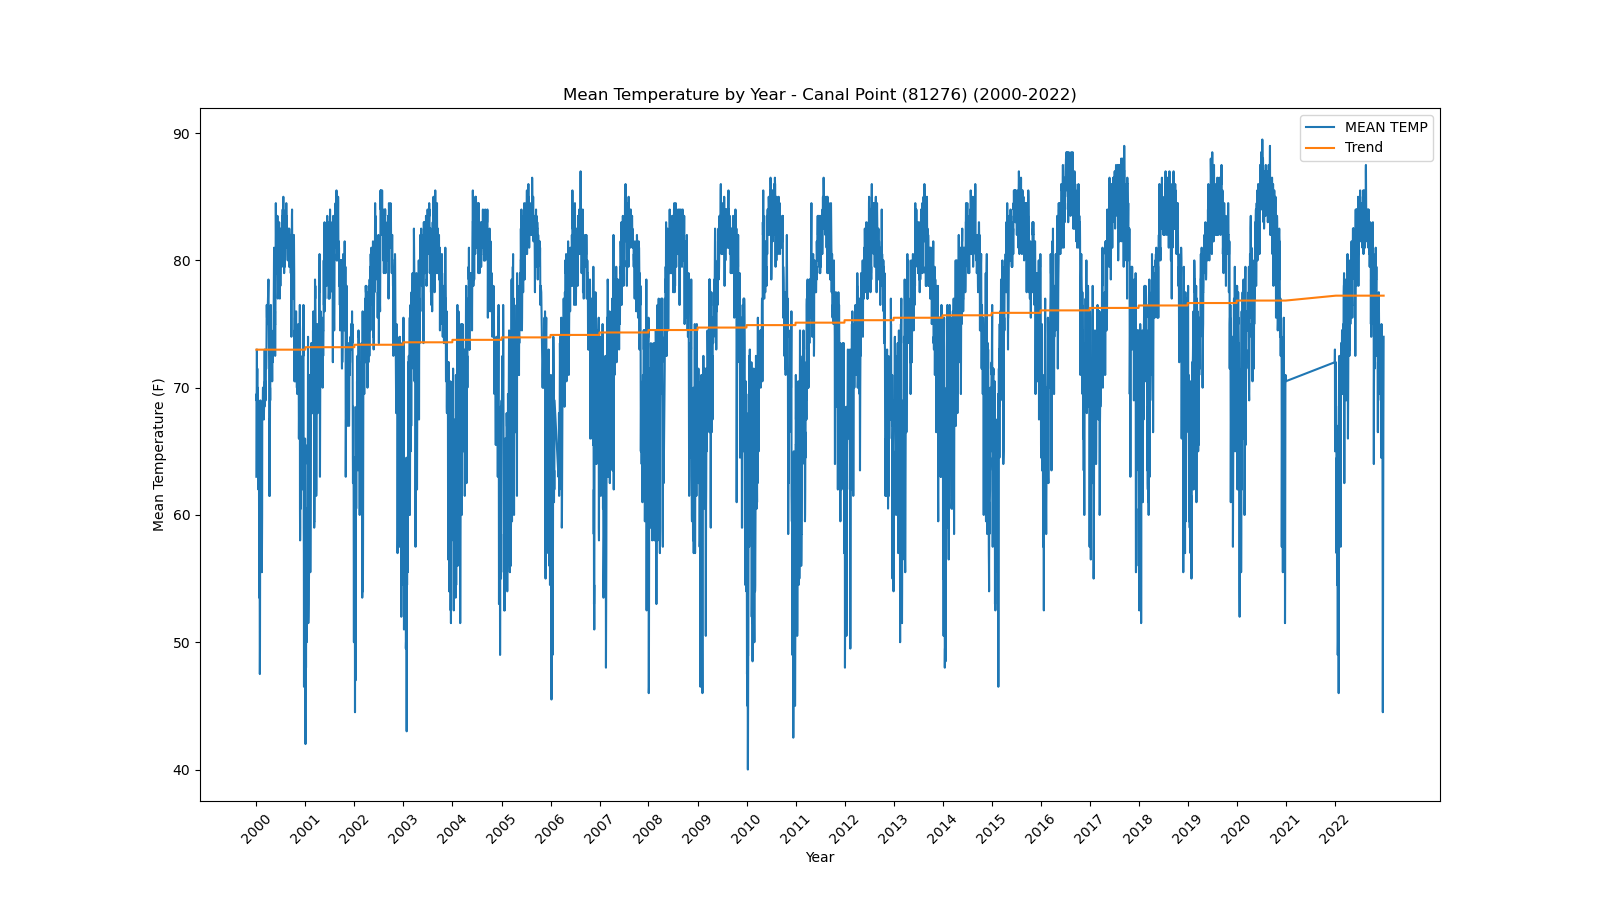 Mean Temperature by Year - Canal Point (81276) (2000-2022)
MEAN TEMP
Trend
Mean Temperature (F)
90
80
70
60
50
40
2000 2001 2002 2003 2004 2005 2006 2007 2008 2009 2010 2011 2012 2013 2014 2015 2016 2017 2018 2019 2020 2021 2022
Year